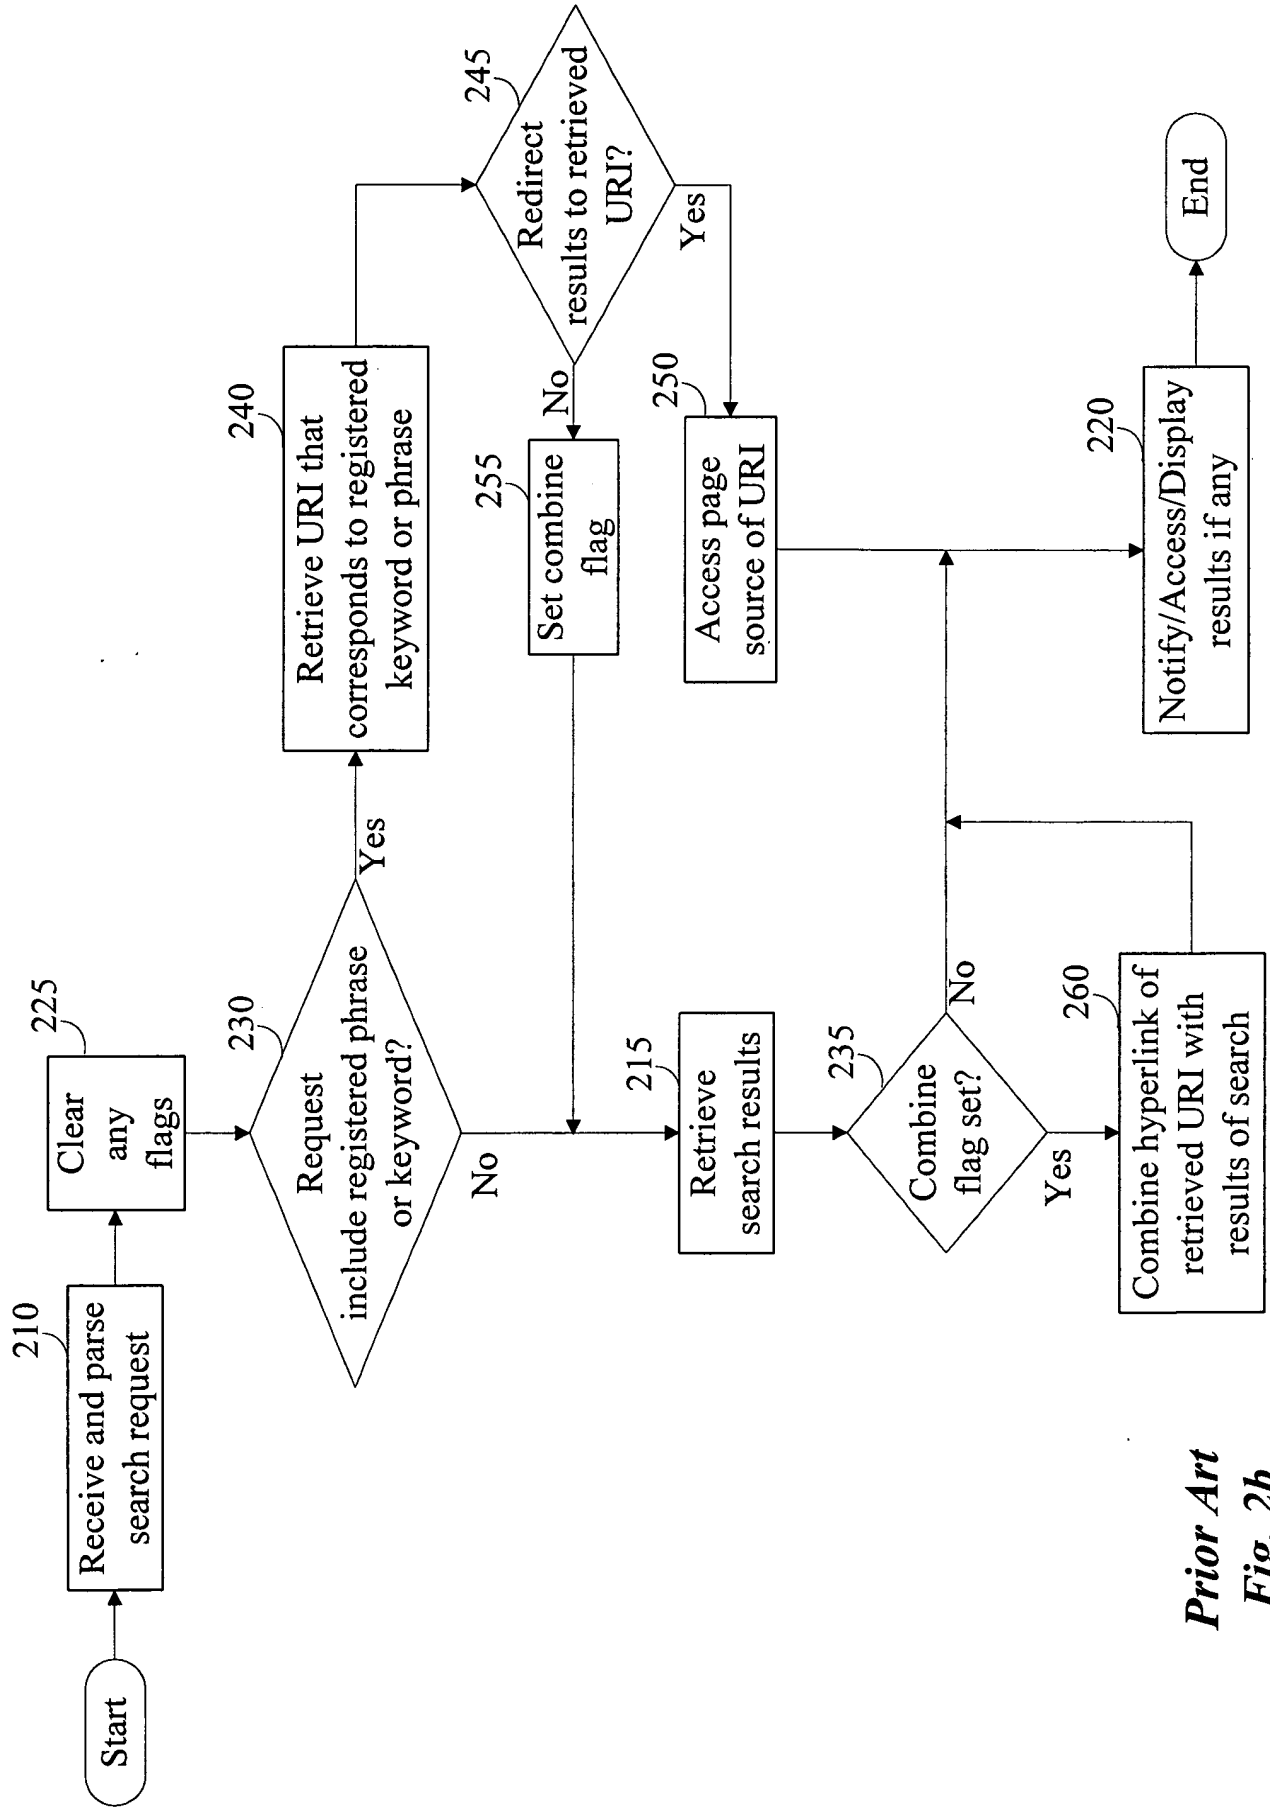 Start
210
Receive and parse
search request
225
Clear
any
flags
230
Request
include registered phrase
or keyword?
Yes
No
240
Retrieve URI that
corresponds to registered
keyword or phrase
245
Redirect
results to retrieved
URI?
No
Yes
255
Set combine
flag
250
Access page
source of URI
215
Retrieve
search results
235
Combine
flag set?
No
Yes
260
Combine hyperlink of
retrieved URI with
results of search
220
Notify/Access/Display
results if any
End
Prior Art
Fig. 2b